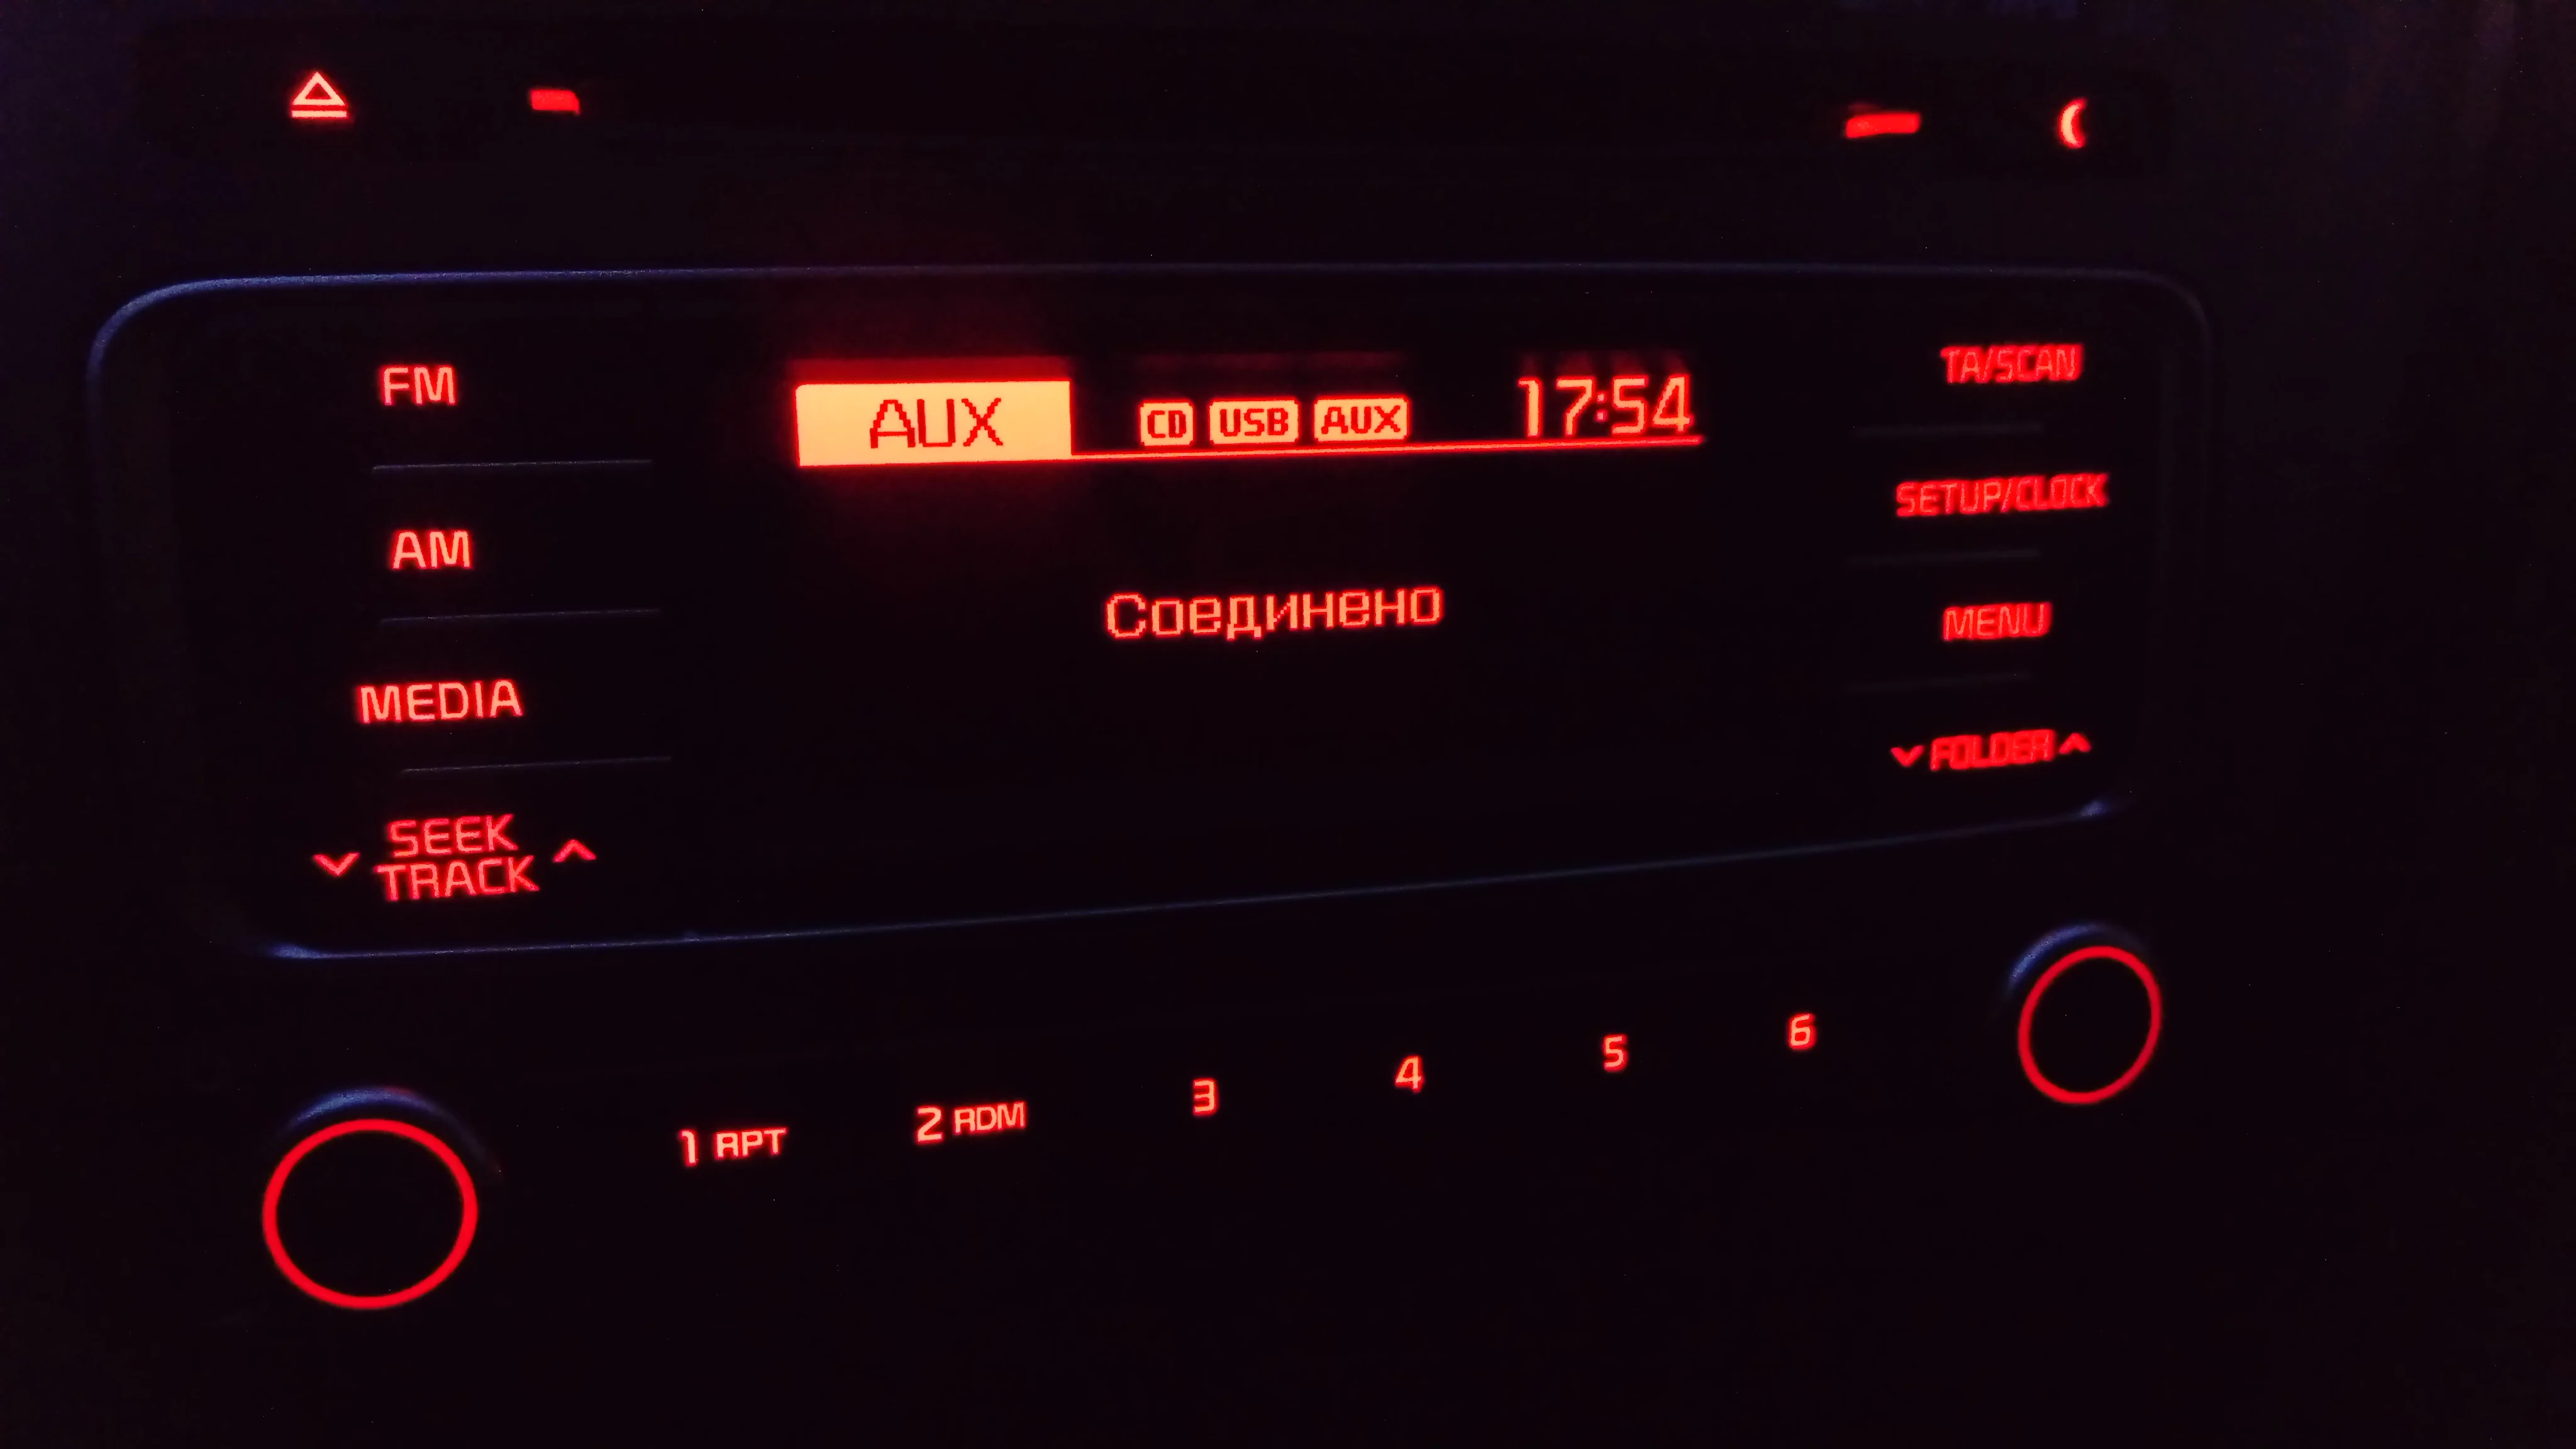 FM
AUX
CD USB AUX
17:54
TA/SCAN
AM
SETUP/CLOCK
Соединено
MENU
MEDIA
FOLDER
SEEK
TRACK
1 RPT
2 RDM
3
4
5
6